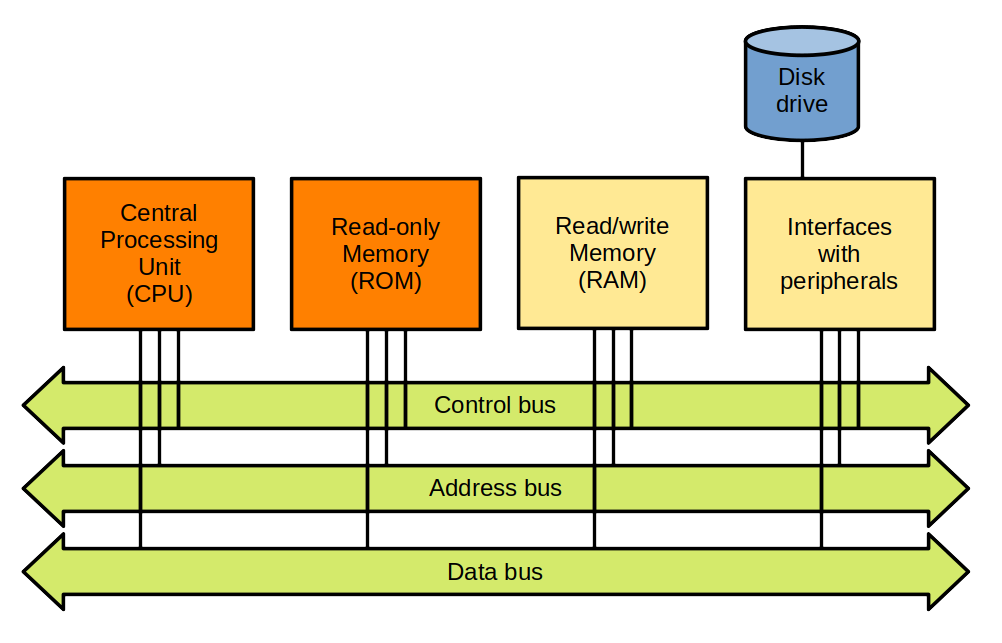 Disk
drive
Central
Processing
Unit
(CPU)
Read-only
Memory
(ROM)
Read/write
Memory
(RAM)
Interfaces
with
peripherals
Control bus
Address bus
Data bus